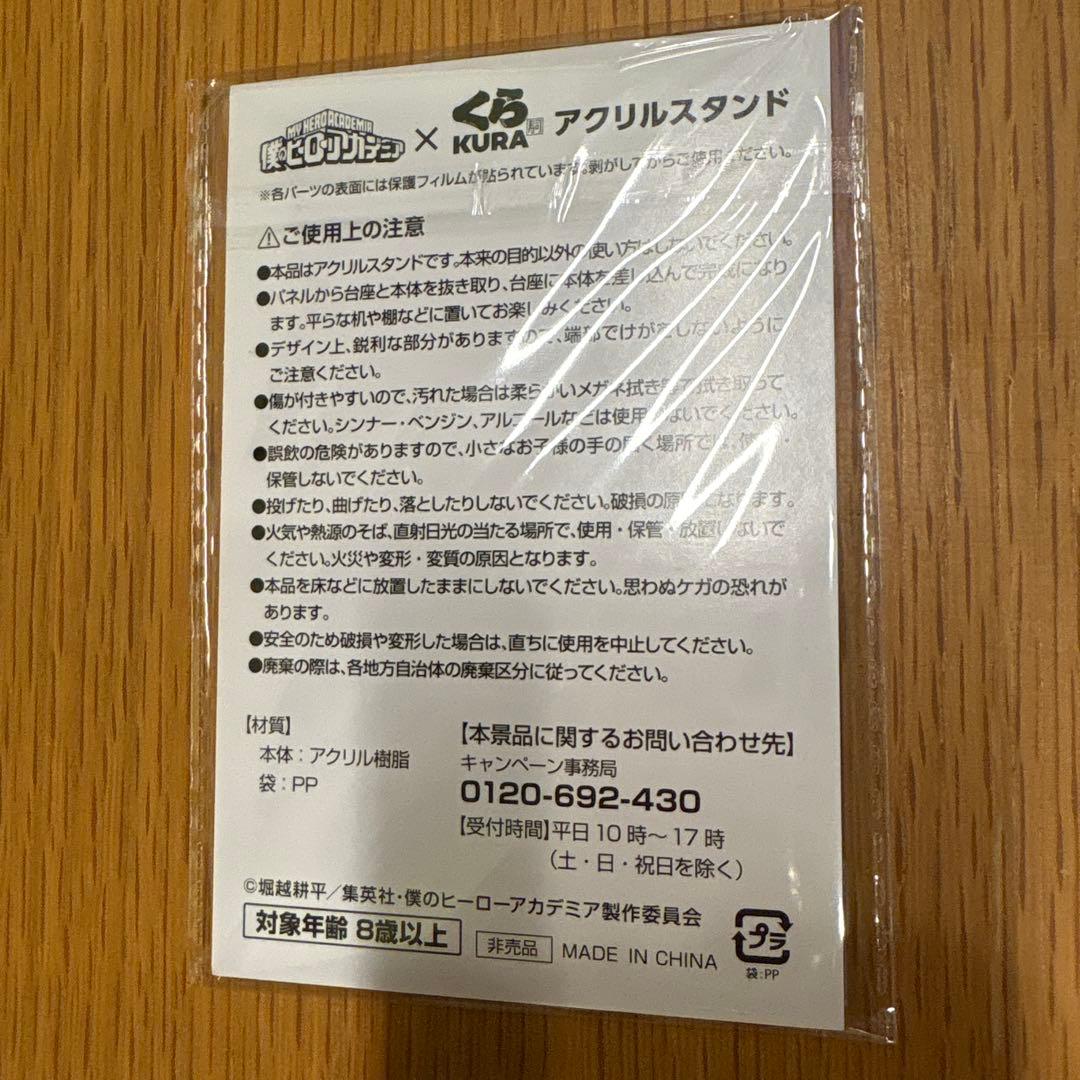 MY HERO ACADEMIA
僕のヒーローアカデミア × くら KURA アクリルスタンド
※各パーツの表面には保護フィルムが貼られています。剥がしてからご使用ください。
⚠ご使用上の注意
●本品はアクリルスタンドです。本来の目的以外の使い方はしないでください。
●パネルから台座と本体を抜き取り、台座に本体を差し込んで完成になり
ます。平らな机や棚などに置いてお楽しみください。
●デザイン上、鋭利な部分がありますので、端部でけがをしないように
ご注意ください。
●傷が付きやすいので、汚れた場合は柔らかいメガネ拭き等で拭き取って
ください。シンナー・ベンジン、アルコールなどは使用しないでください。
●誤飲の危険がありますので、小さなお子様の手の届く場所では、使用・
保管しないでください。
●投げたり、曲げたり、落としたりしないでください。破損の原因となります。
●火気や熱源のそば、直射日光の当たる場所で、使用・保管・放置しないで
ください。火災や変形・変質の原因となります。
●本品を床などに放置したままにしないでください。思わぬケガの恐れが
あります。
●安全のため破損や変形した場合は、直ちに使用を中止してください。
●廃棄の際は、各地方自治体の廃棄区分に従ってください。
【材質】
本体：アクリル樹脂
袋：PP
【本景品に関するお問い合わせ先】
キャンペーン事務局
0120-692-430
【受付時間】平日10時～17時
（土・日・祝日を除く）
©堀越耕平／集英社・僕のヒーローアカデミア製作委員会
対象年齢 8歳以上
非売品 MADE IN CHINA
プラ
袋：PP